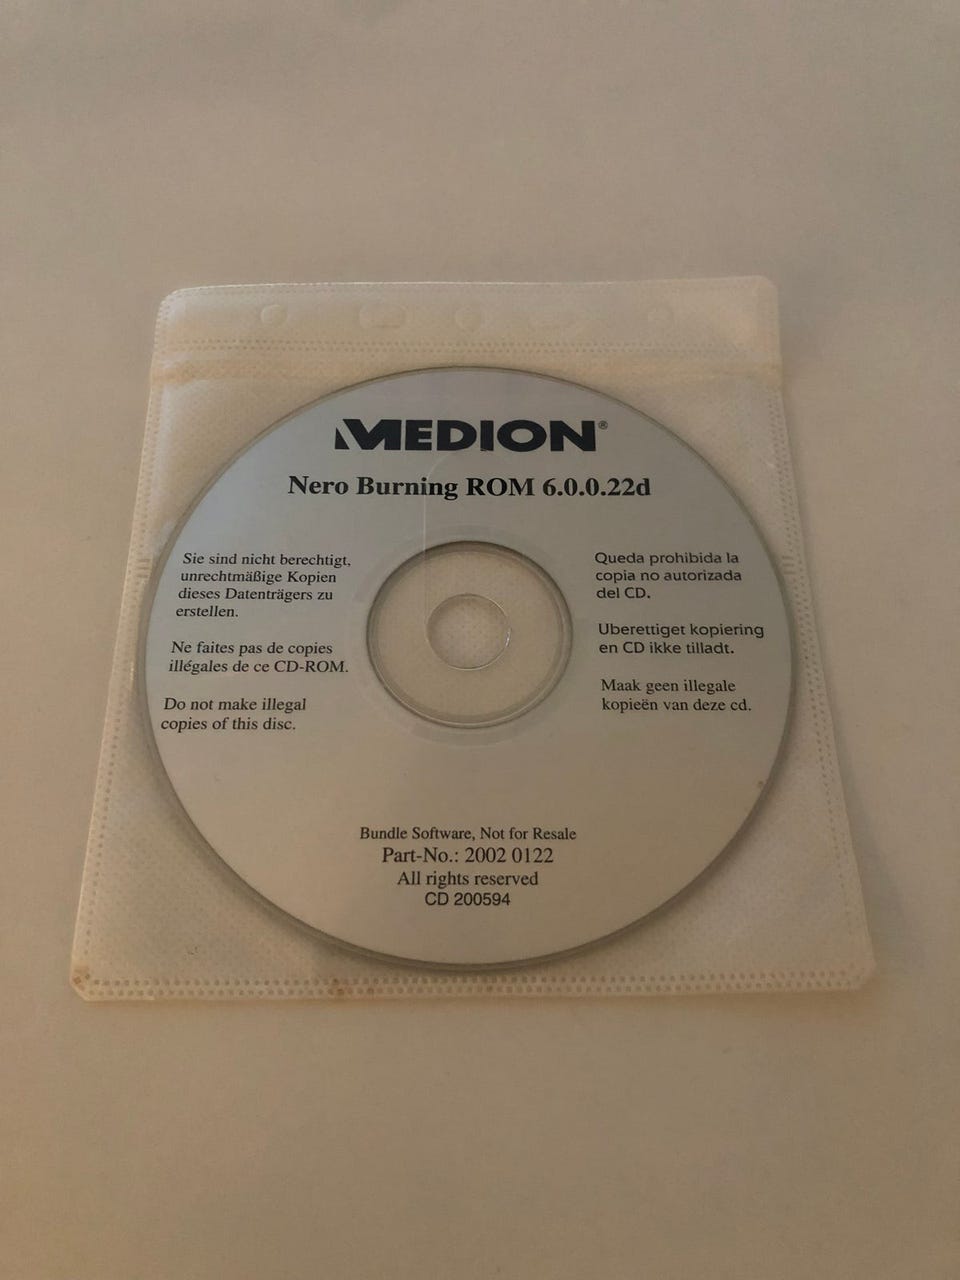 MEDION®
Nero Burning ROM 6.0.0.22d
Sie sind nicht berechtigt,
unrechtmäßige Kopien
dieses Datenträgers zu
erstellen.
Ne faites pas de copies
illégales de ce CD-ROM.
Do not make illegal
copies of this disc.
Queda prohibida la
copia no autorizada
del CD.
Uberettiget kopiering
en CD ikke tilladt.
Maak geen illegale
kopieën van deze cd.
Bundle Software, Not for Resale
Part-No.: 2002 0122
All rights reserved
CD 200594